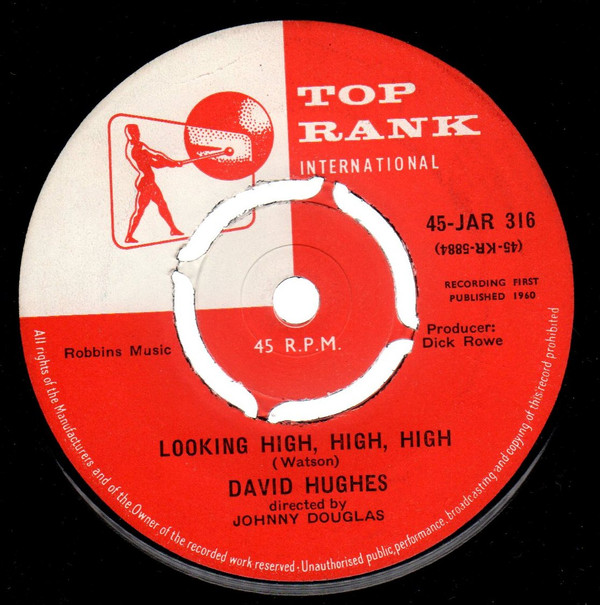 TOP
RANK
INTERNATIONAL
45-JAR 316
(45-KR-5884)
RECORDING FIRST
PUBLISHED 1960
Robbins Music
45 R.P.M.
Producer:
Dick Rowe
LOOKING HIGH, HIGH, HIGH
(Watson)
DAVID HUGHES
directed by
JOHNNY DOUGLAS
All rights of the Manufacturers and of the Owner of the recorded work reserved · Unauthorised public, performance, broadcasting and copying of this record prohibited